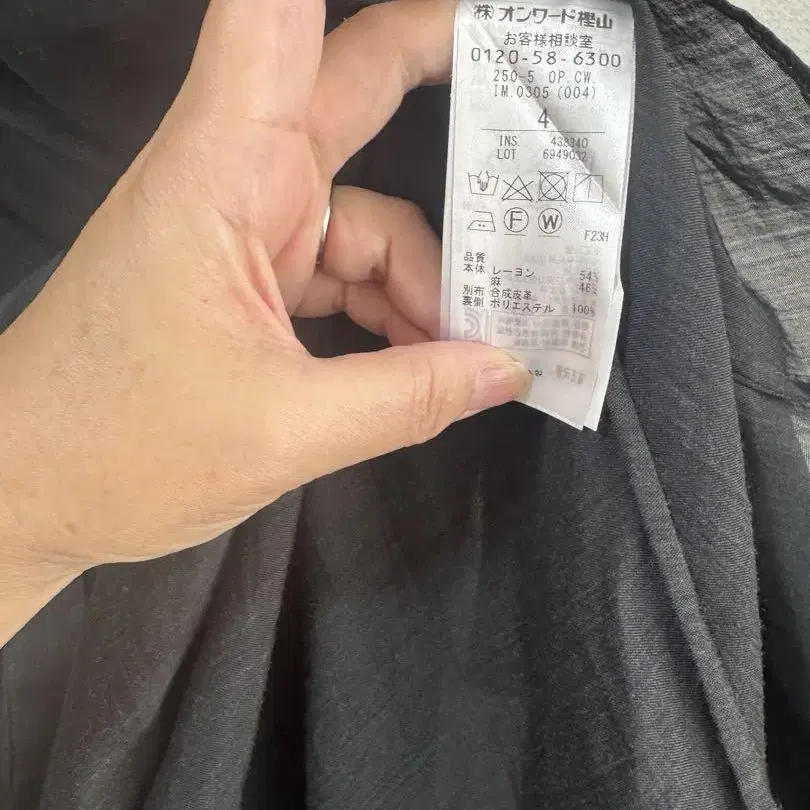 ㈱オンワード樫山
お客様相談室
0120-58-6300
250-5 OP.CW.
IM.0305 (004)
4
INS 438340
LOT 6949032
F W
F23H
品質
本体 レーヨン 54%
麻 46%
別布 合成皮革
裏側 ポリエステル 100%